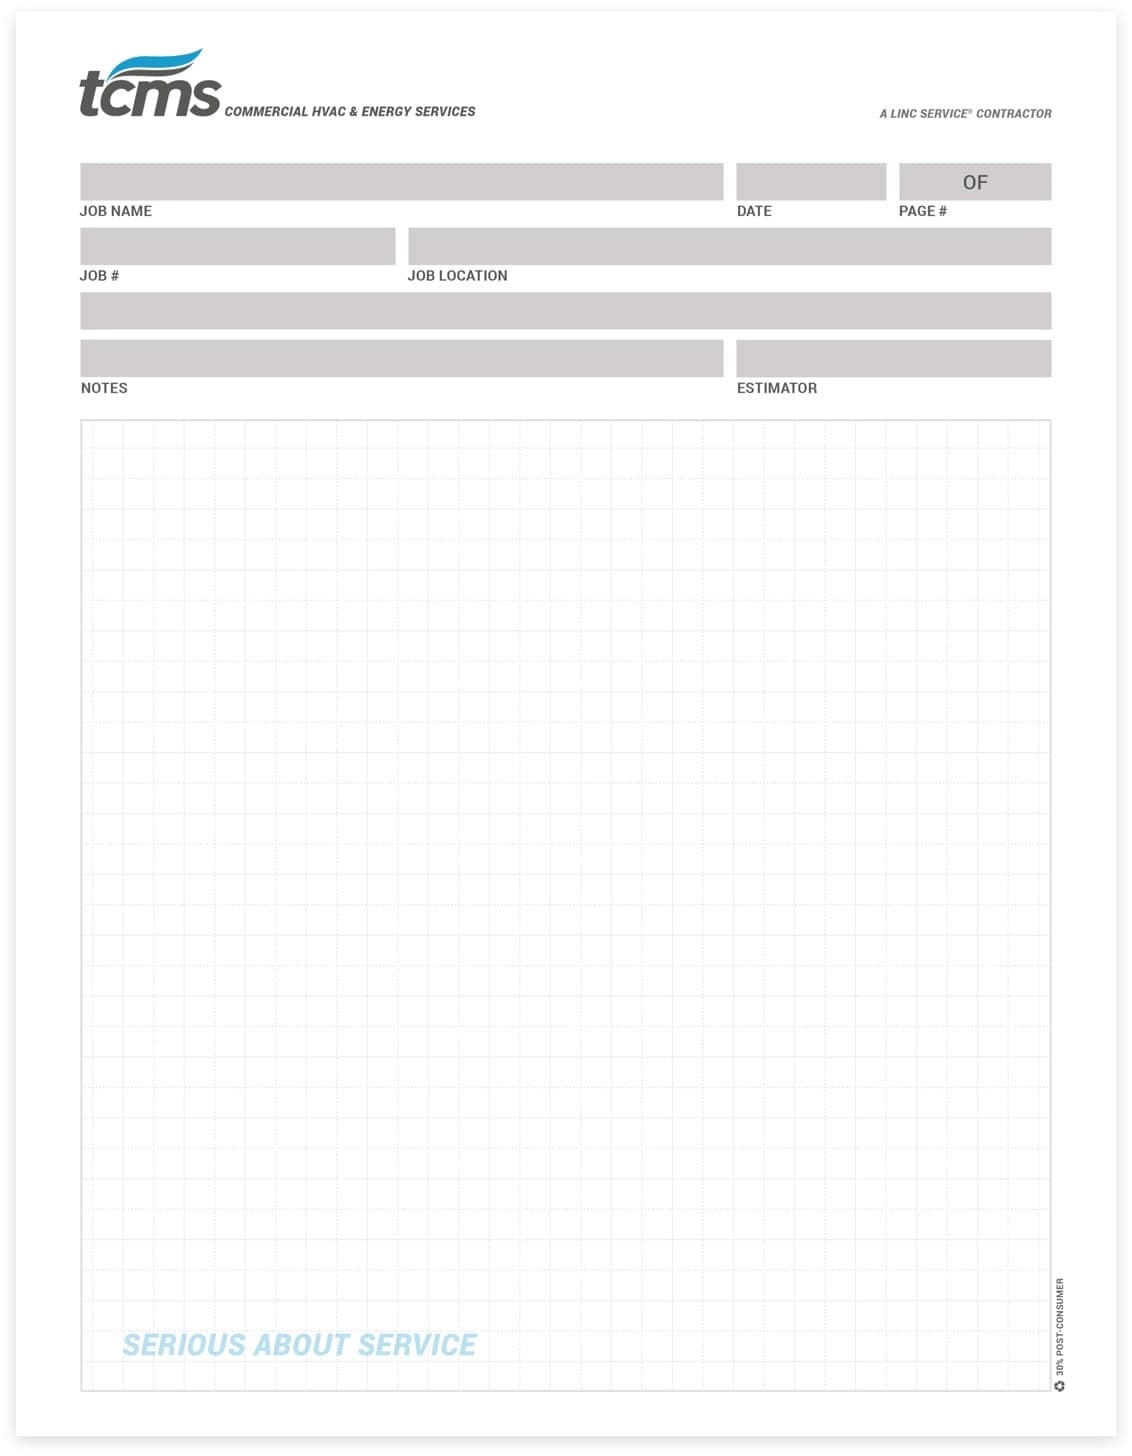 tcms COMMERCIAL HVAC & ENERGY SERVICES
A LINC SERVICE® CONTRACTOR
OF
JOB NAME DATE PAGE #
JOB # JOB LOCATION
NOTES ESTIMATOR
SERIOUS ABOUT SERVICE
30% POST-CONSUMER